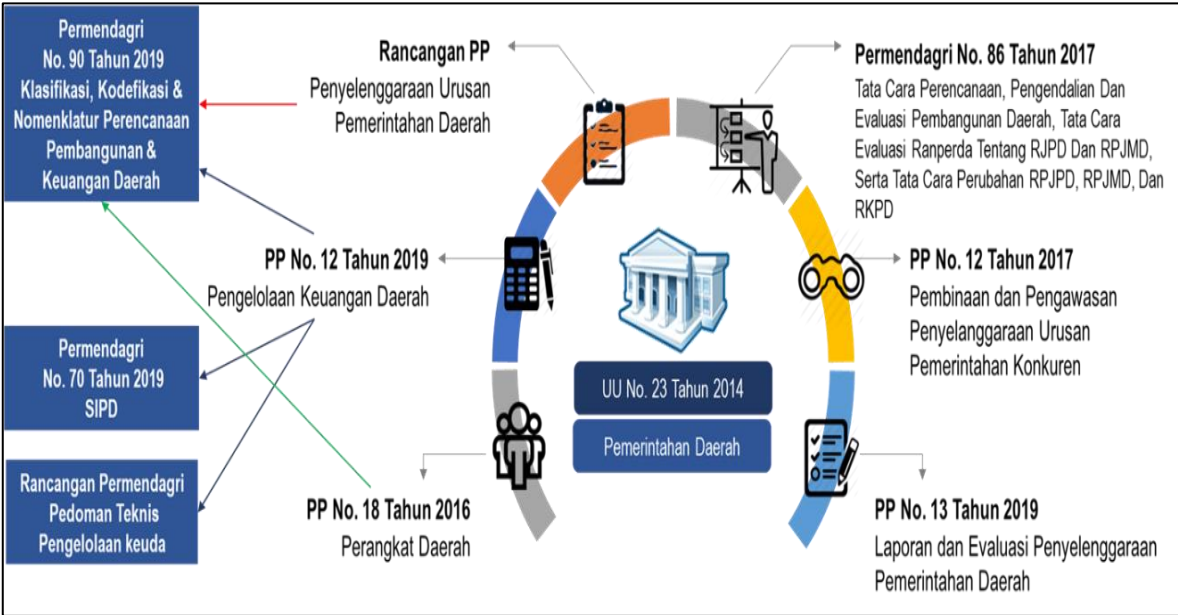 Permendagri
No. 90 Tahun 2019
Klasifikasi, Kodefikasi &
Nomenklatur Perencanaan
Pembangunan &
Keuangan Daerah
Permendagri
No. 70 Tahun 2019
SIPD
Rancangan Permendagri
Pedoman Teknis
Pengelolaan keuda
Rancangan PP
Penyelenggaraan Urusan
Pemerintahan Daerah
PP No. 12 Tahun 2019
Pengelolaan Keuangan Daerah
PP No. 18 Tahun 2016
Perangkat Daerah
UU No. 23 Tahun 2014
Pemerintahan Daerah
Permendagri No. 86 Tahun 2017
Tata Cara Perencanaan, Pengendalian Dan
Evaluasi Pembangunan Daerah, Tata Cara
Evaluasi Ranperda Tentang RJPD Dan RPJMD,
Serta Tata Cara Perubahan RPJPD, RPJMD, Dan
RKPD
PP No. 12 Tahun 2017
Pembinaan dan Pengawasan
Penyelanggaraan Urusan
Pemerintahan Konkuren
PP No. 13 Tahun 2019
Laporan dan Evaluasi Penyelenggaraan
Pemerintahan Daerah